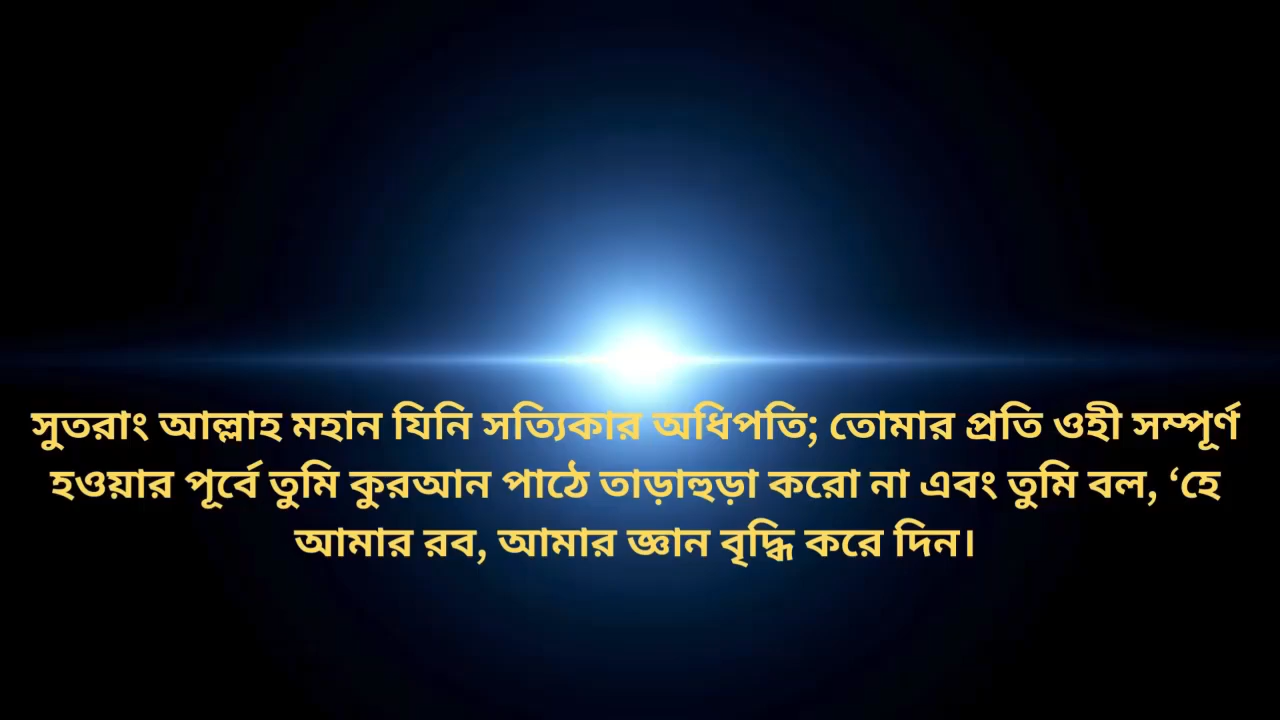 সুতরাং আল্লাহ মহান যিনি সত্যিকার অধিপতি; তোমার প্রতি ওহী সম্পূর্ণ
হওয়ার পূর্বে তুমি কুরআন পাঠে তাড়াহুড়া করো না এবং তুমি বল, ‘হে
আমার রব, আমার জ্ঞান বৃদ্ধি করে দিন।